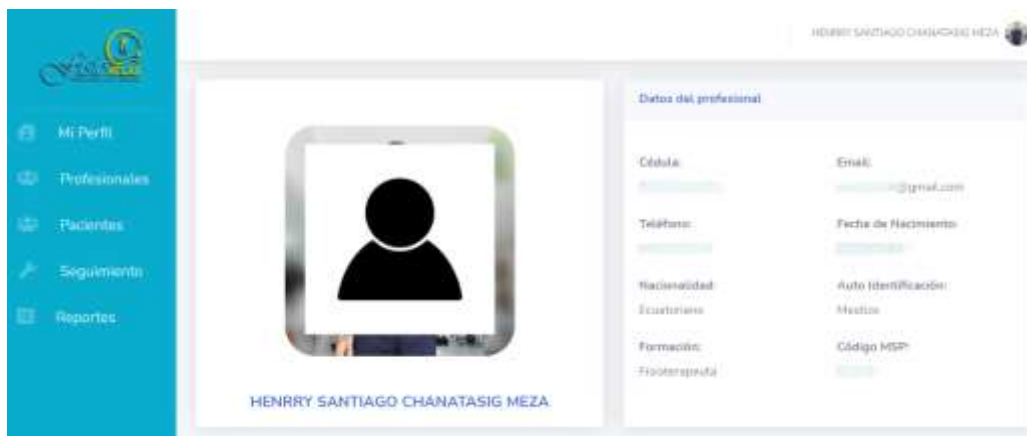 HENRRY SANTIAGO CHANATASIG MEZA
Mi Perfil
Profesionales
Pacientes
Seguimiento
Reportes
HENRRY SANTIAGO CHANATASIG MEZA
Datos del profesional
Cédula: Email:
@gmail.com
Teléfono: Fecha de Nacimiento:
Nacionalidad: Auto Identificación:
Ecuatoriana Mestizo
Formación: Código MSP:
Fisioterapeuta